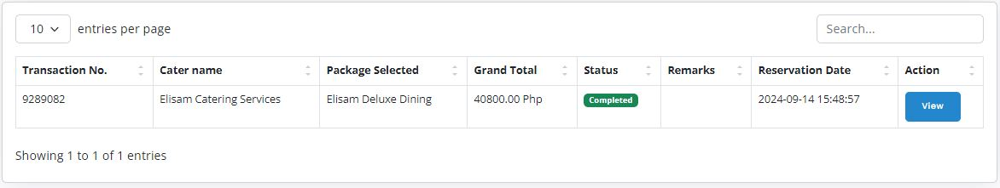 10 entries per page Search...
Transaction No. Cater name Package Selected Grand Total Status Remarks Reservation Date Action
9289082 Elisam Catering Services Elisam Deluxe Dining 40800.00 Php Completed 2024-09-14 15:48:57 View
Showing 1 to 1 of 1 entries